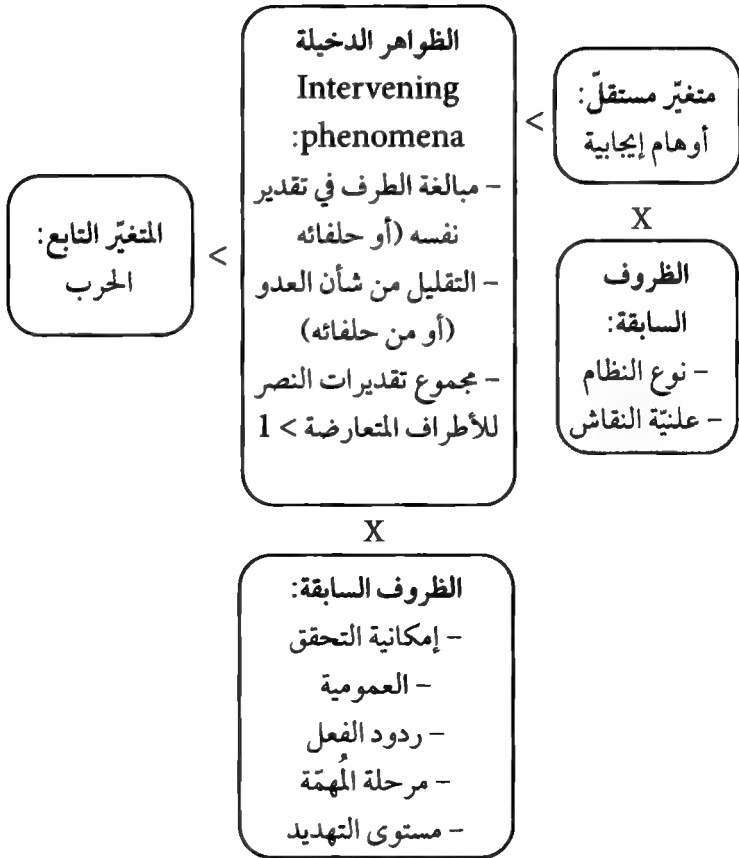 متغيّر مستقلّ:
أوهام إيجابية
X
الظروف
السابقة:
– نوع النظام
– علنيّة النقاش
<
الظواهر الدخيلة
Intervening
phenomena:
– مبالغة الطرف في تقدير
نفسه (أو حلفائه
– التقليل من شأن العدو
(أو من حلفائه)
– مجموع تقديرات النصر
للأطراف المتعارضة > 1
X
الظروف السابقة:
– إمكانية التحقق
– العمومية
– ردود الفعل
– مرحلة المُهمّة
– مستوى التهديد
<
المتغيّر التابع:
الحرب